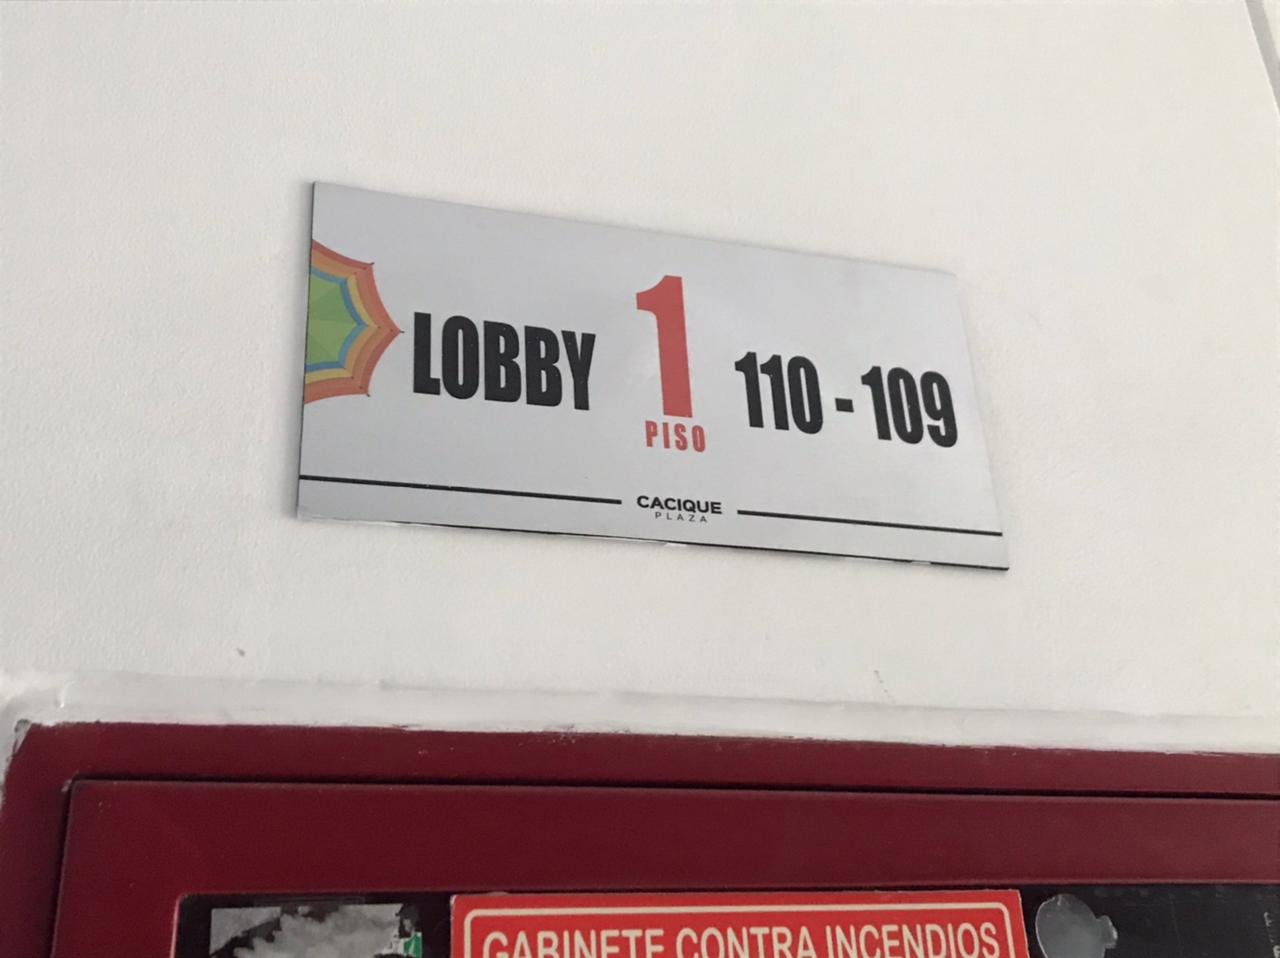 LOBBY 1 110 - 109
PISO
CACIQUE
PLAZA
GABINETE CONTRA INCENDIOS